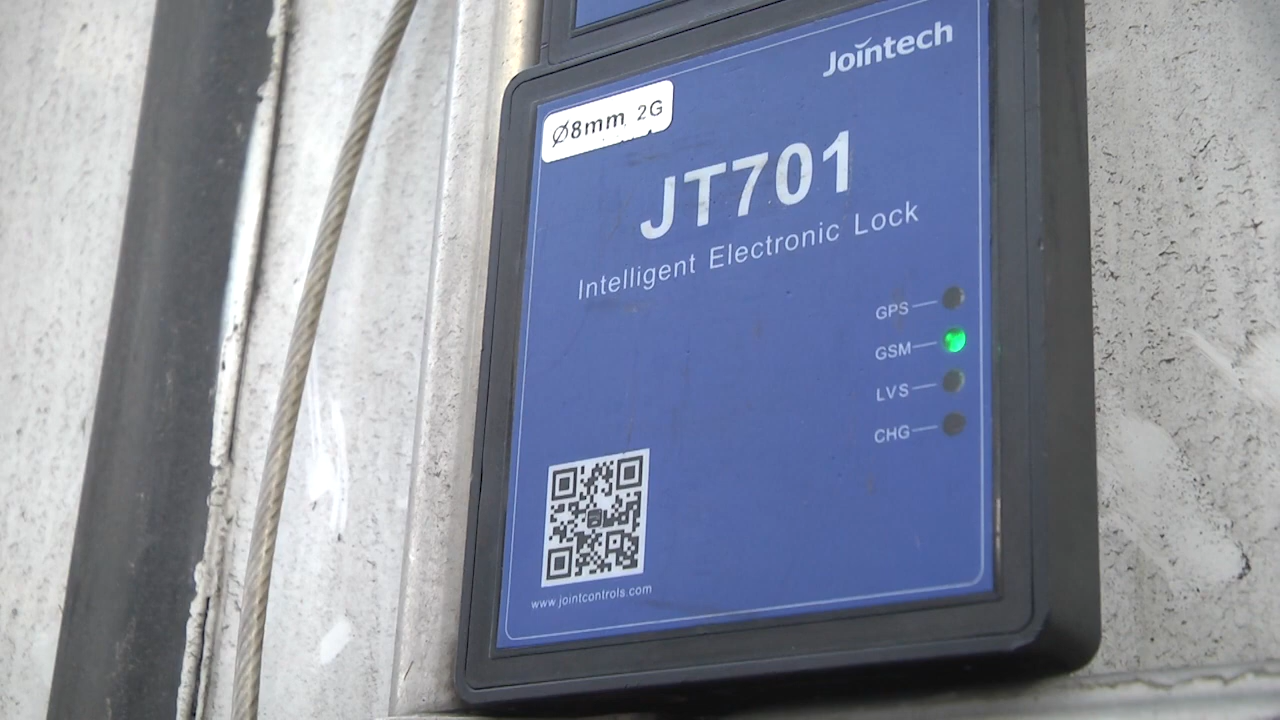 Jointech
Ø8mm 2G
JT701
Intelligent Electronic Lock
GPS
GSM
LVS
CHG
www.jointcontrols.com